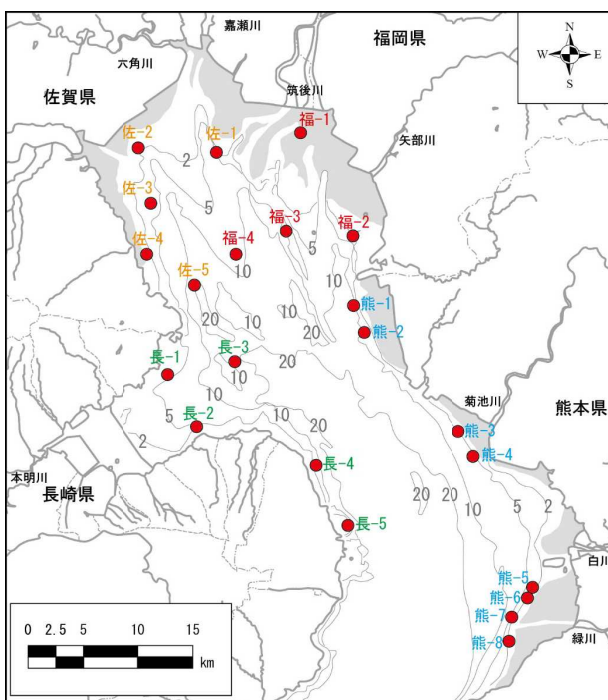 嘉瀬川
福岡県
N
W E
S
六角川
佐賀県
筑後川
福-1
佐-2
佐-1
矢部川
2
佐-3
5
福-3
福-2
佐-4
福-4
5
10
10
佐-5
熊-1
20
10
10
20
熊-2
長-3
20
長-1
10
10
菊池川
熊本県
5
長-2
10
20
2
熊-3
長-4
熊-4
本明川
長崎県
20
20
10
5
2
長-5
白川
熊-5
熊-6
熊-7
緑川
熊-8
0 2.5 5 10 15
km